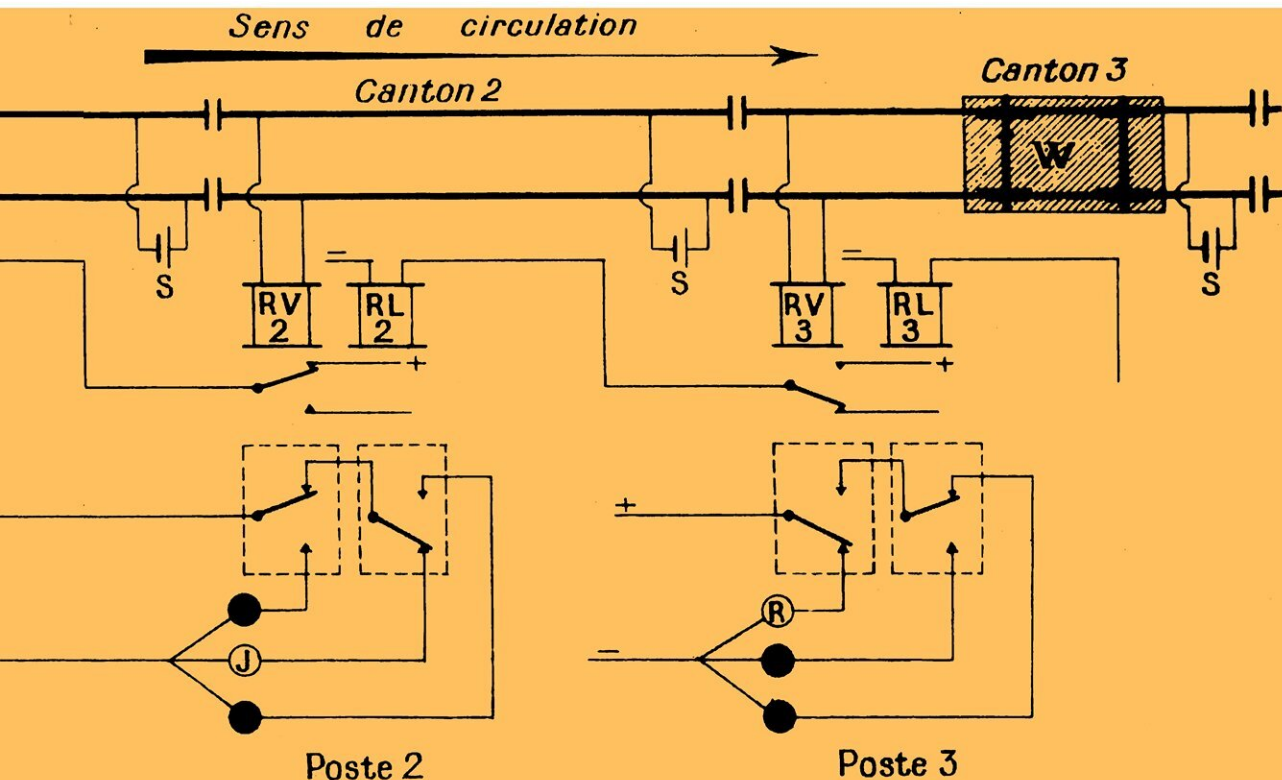 Sens de circulation
Canton 2
Canton 3
W
S
S
S
RV 2
RL 2
RV 3
RL 3
+
+
+
J
R
Poste 2
Poste 3